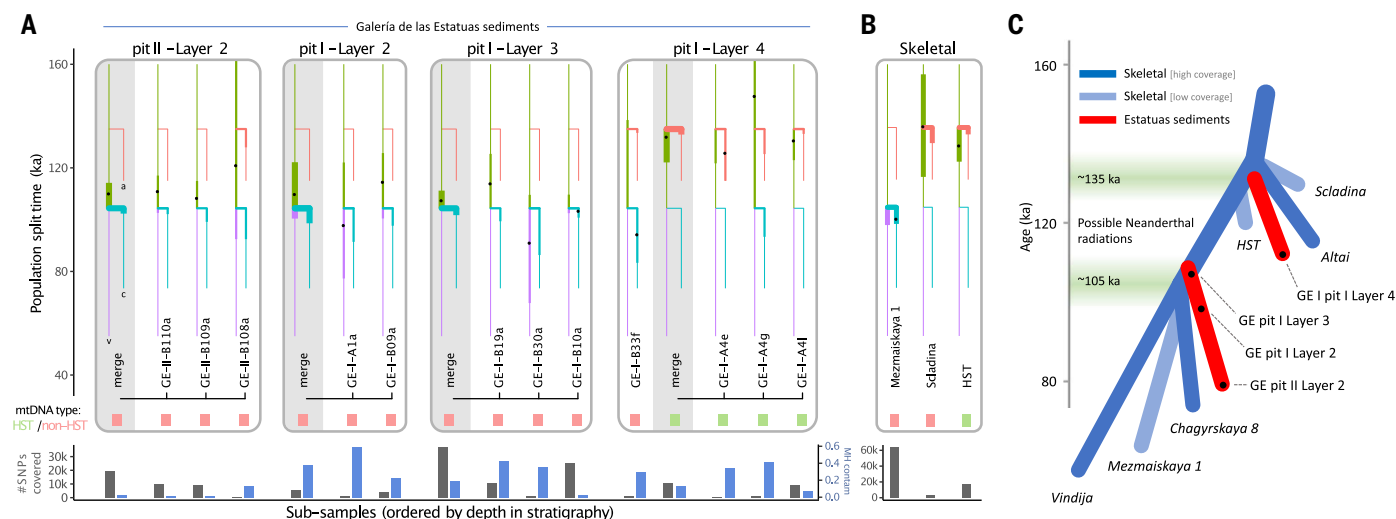 A
Galería de las Estatuas sediments
pit II –Layer 2
pit I–Layer 2
pit I–Layer 3
pit I–Layer 4
Population split time (ka)
160
120
80
40
a
c
v
merge
GE–II–B110a
GE–II–B109a
GE–II–B108a
merge
GE–I–A1a
GE–I–B09a
merge
GE–I–B19a
GE–I–B30a
GE–I–B10a
GE–I–B33f
merge
GE–I–A4e
GE–I–A4g
GE–I–A4l
mtDNA type:
HST /non–HST
#SNPs covered
30k
20k
10k
0
0.6
0.4
0.2
0.0
MH contam
Sub-samples (ordered by depth in stratigraphy)
B
Skeletal
Mezmaiskaya 1
Scladina
HST
60k
40k
20k
0
C
Age (ka)
160
120
80
Skeletal [high coverage]
Skeletal [low coverage]
Estatuas sediments
~135 ka
Possible Neanderthal
radiations
~105 ka
Scladina
HST
Altai
GE I pit I Layer 4
GE pit I Layer 3
GE pit I Layer 2
GE pit II Layer 2
Chagyrskaya 8
Mezmaiskaya 1
Vindija